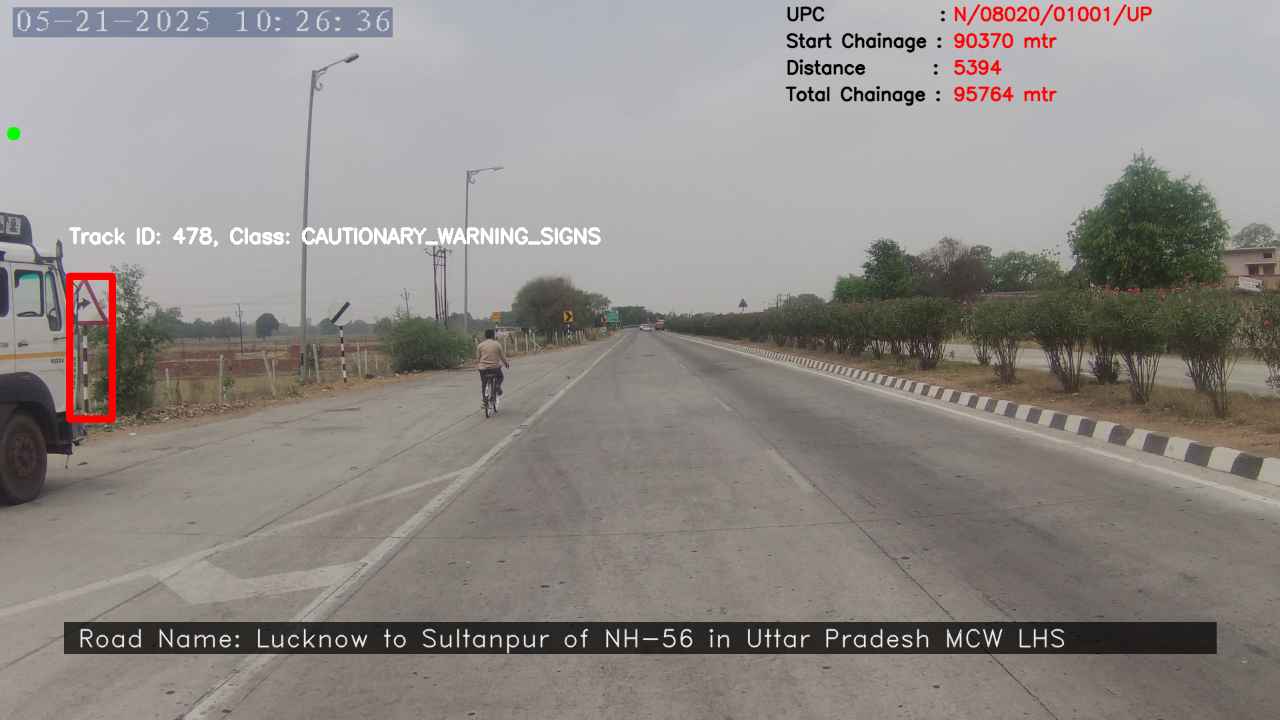 05-21-2025 10:26:36
UPC : N/08020/01001/UP
Start Chainage : 90370 mtr
Distance : 5394
Total Chainage : 95764 mtr
Track ID: 478, Class: CAUTIONARY_WARNING_SIGNS
Road Name: Lucknow to Sultanpur of NH-56 in Uttar Pradesh MCW LHS